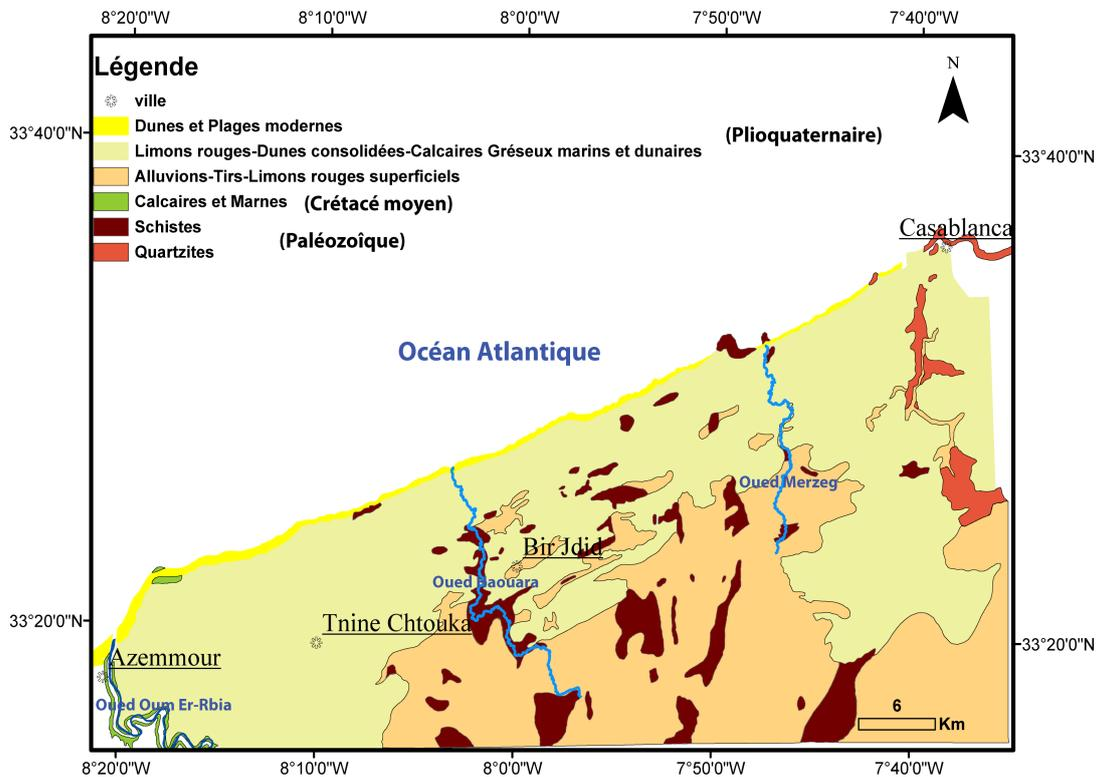 8°20'0"W 8°10'0"W 8°0'0"W 7°50'0"W 7°40'0"W
Légende
N
ville
Dunes et Plages modernes
33°40'0"N
(Plioquaternaire)
Limons rouges-Dunes consolidées-Calcaires Gréseux marins et dunaires
33°40'0"N
Alluvions-Tirs-Limons rouges superficiels
Calcaires et Marnes (Crétacé moyen)
Schistes
Casablanca
(Paléozoîque)
Quartzites
Océan Atlantique
Oued Merzeg
Bir Jdid
Oued Haouara
33°20'0"N
Tnine Chtouka
33°20'0"N
Azemmour
Oued Oum Er-Rbia
6
Km
8°20'0"W 8°10'0"W 8°0'0"W 7°50'0"W 7°40'0"W